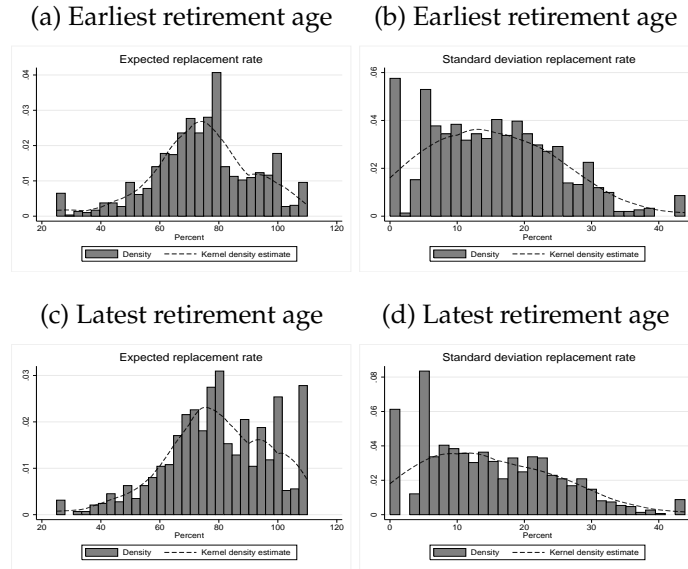 (a) Earliest retirement age
(b) Earliest retirement age
Expected replacement rate
.04
.03
.02
.01
0
20 40 60 80 100 120
Percent
Density Kernel density estimate
Standard deviation replacement rate
.06
.04
.02
0
0 10 20 30 40
Percent
Density Kernel density estimate
(c) Latest retirement age
(d) Latest retirement age
Expected replacement rate
.03
.02
.01
0
20 40 60 80 100 120
Percent
Density Kernel density estimate
Standard deviation replacement rate
.08
.06
.04
.02
0
0 10 20 30 40
Percent
Density Kernel density estimate